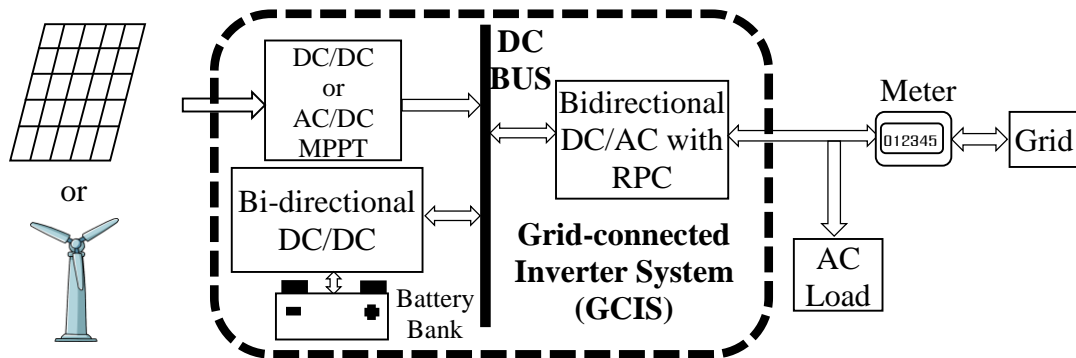 or
DC/DC
or
AC/DC
MPPT
Bi-directional
DC/DC
Battery
Bank
DC
BUS
Bidirectional
DC/AC with
RPC
Grid-connected
Inverter System
(GCIS)
Meter
012345
Grid
AC
Load